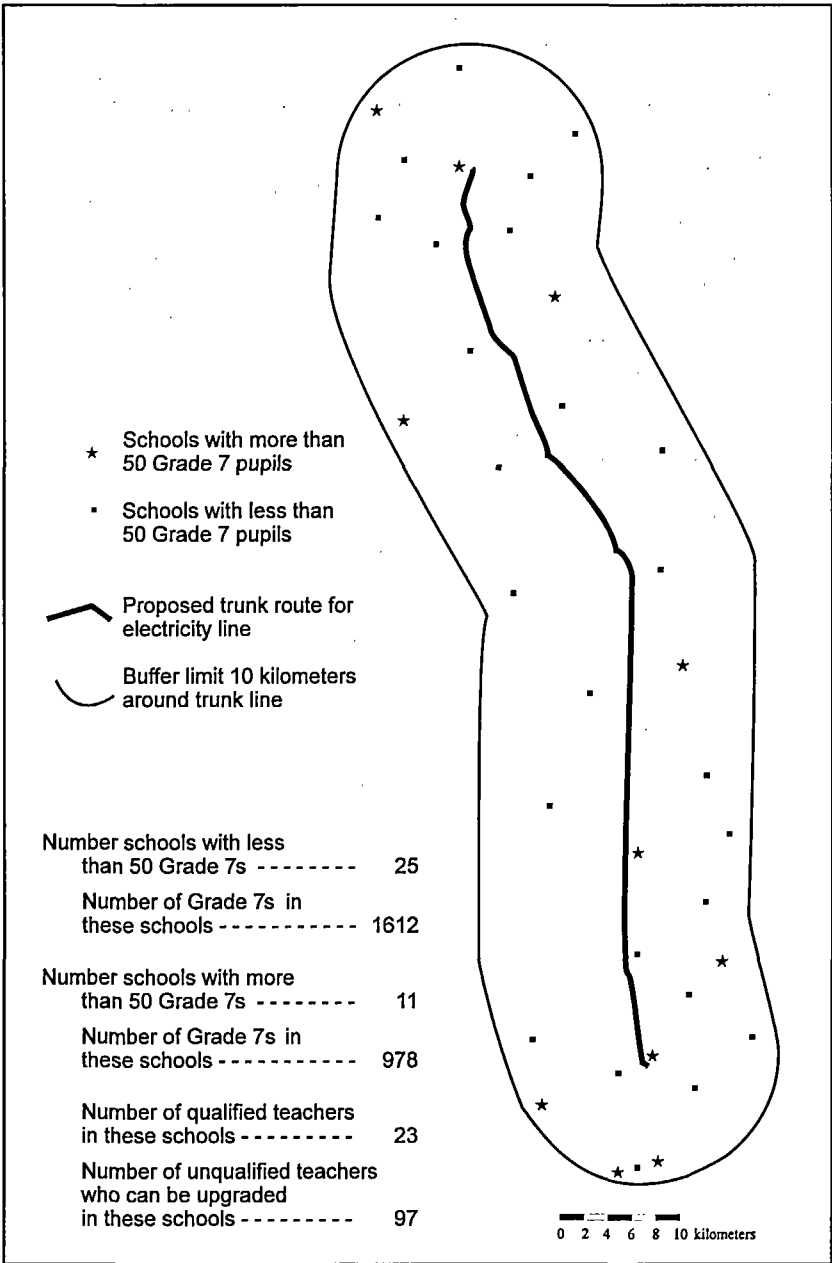 Schools with more than
50 Grade 7 pupils
Schools with less than
50 Grade 7 pupils
Proposed trunk route for
electricity line
Buffer limit 10 kilometers
around trunk line
Number schools with less
than 50 Grade 7s -------- 25
Number of Grade 7s in
these schools ----------- 1612
Number schools with more
than 50 Grade 7s -------- 11
Number of Grade 7s in
these schools ----------- 978
Number of qualified teachers
in these schools --------- 23
Number of unqualified teachers
who can be upgraded
in these schools --------- 97
0 2 4 6 8 10 kilometers